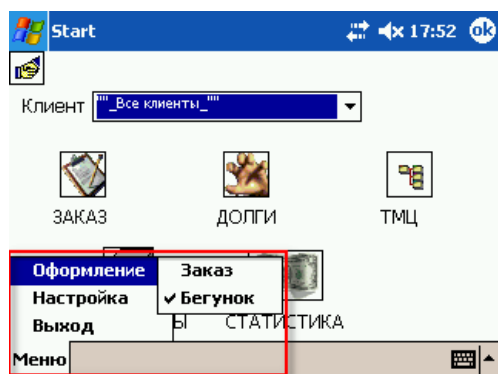 Start 17:52 ok
Клиент ""_Все клиенты_""
ЗАКАЗ ДОЛГИ ТМЦ
Оформление Заказ
Настройка Бегунок
Выход Ы СТАТИСТИКА
Меню